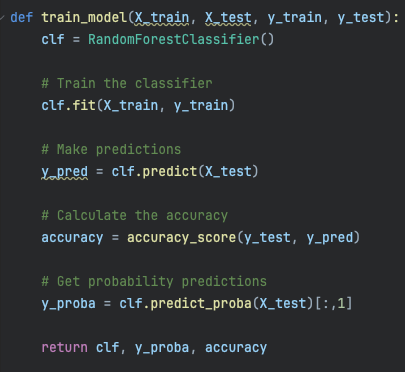 def train_model(X_train, X_test, y_train, y_test):
    clf = RandomForestClassifier()
    # Train the classifier
    clf.fit(X_train, y_train)
    # Make predictions
    y_pred = clf.predict(X_test)
    # Calculate the accuracy
    accuracy = accuracy_score(y_test, y_pred)
    # Get probability predictions
    y_proba = clf.predict_proba(X_test)[:,1]
    return clf, y_proba, accuracy